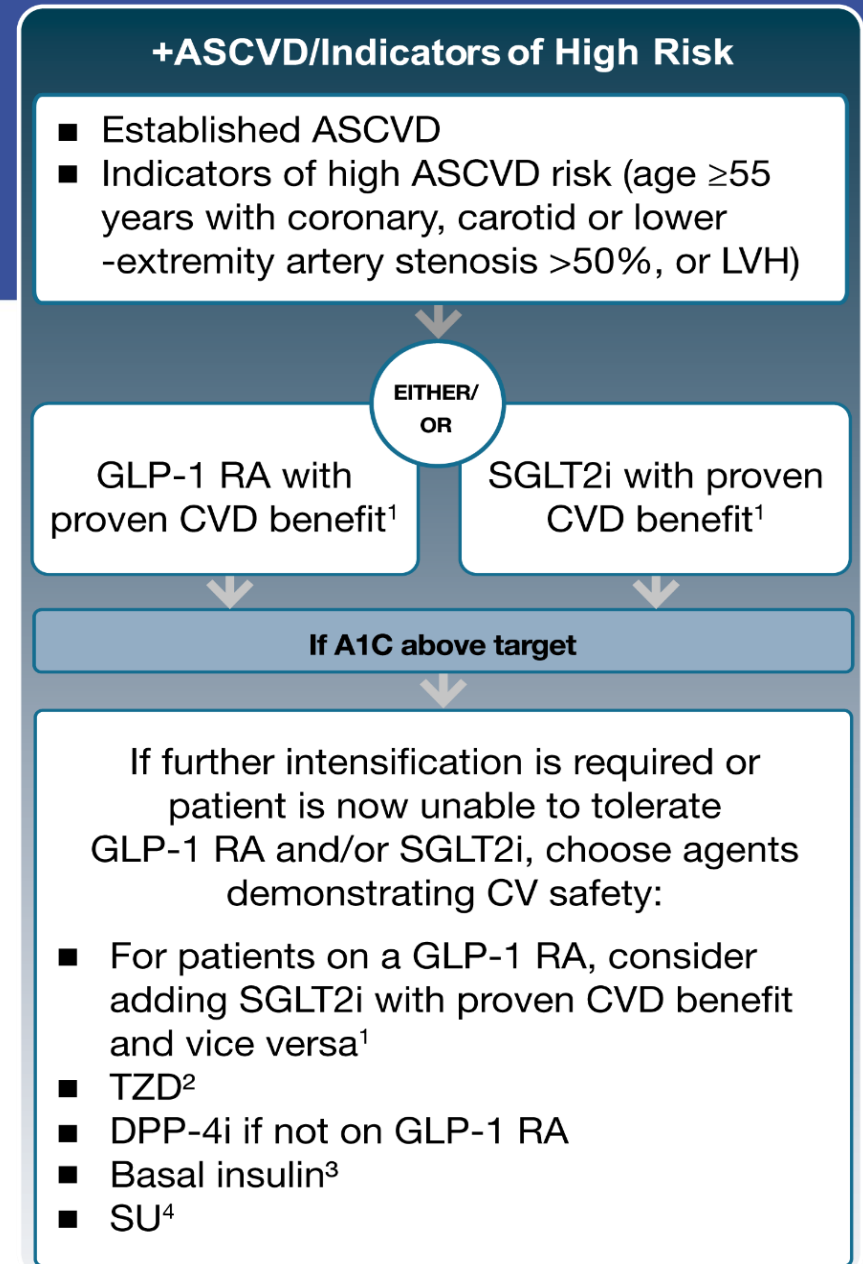 +ASCVD/Indicators of High Risk
■ Established ASCVD
■ Indicators of high ASCVD risk (age ≥55
years with coronary, carotid or lower
-extremity artery stenosis >50%, or LVH)
EITHER/
OR
GLP-1 RA with
proven CVD benefit¹
SGLT2i with proven
CVD benefit¹
If A1C above target
If further intensification is required or
patient is now unable to tolerate
GLP-1 RA and/or SGLT2i, choose agents
demonstrating CV safety:
■ For patients on a GLP-1 RA, consider
adding SGLT2i with proven CVD benefit
and vice versa¹
■ TZD²
■ DPP-4i if not on GLP-1 RA
■ Basal insulin³
■ SU⁴